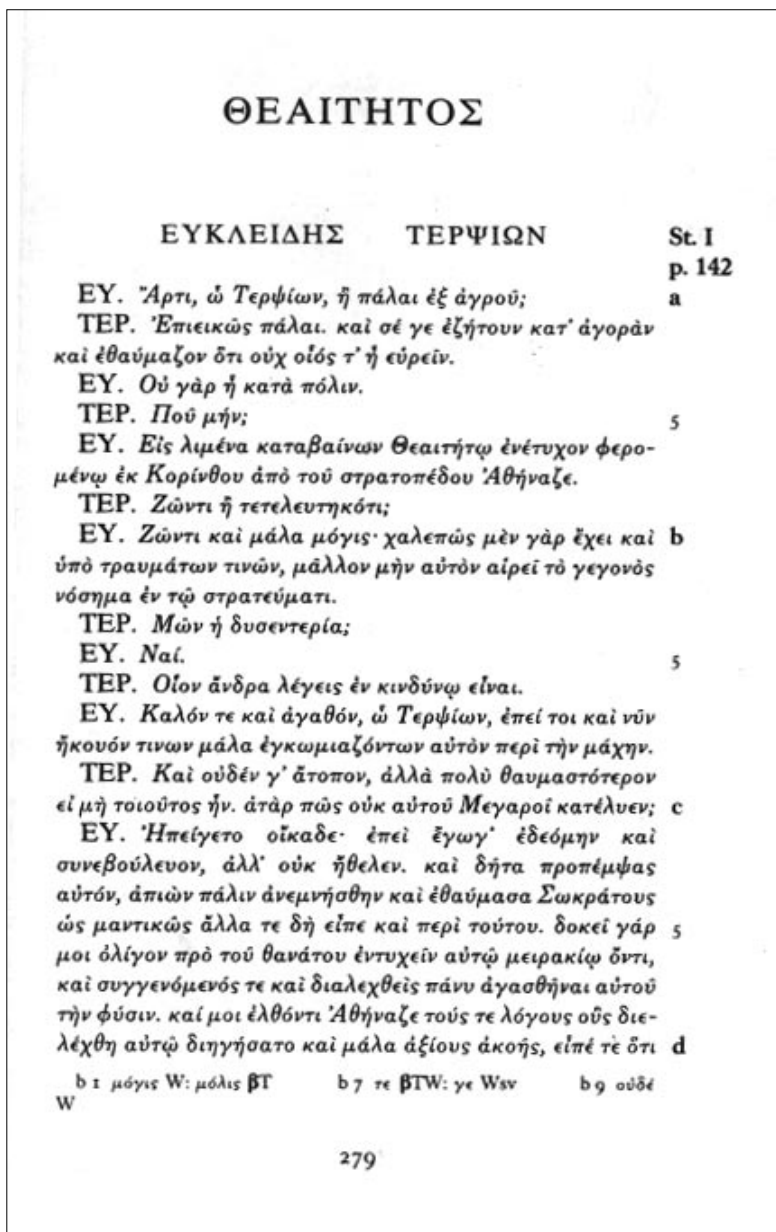 ΘΕΑΙΤΗΤΟΣ
ΕΥΚΛΕΙΔΗΣ ΤΕΡΨΙΩΝ St. I
p. 142
ΕΥ. Ἄρτι, ὦ Τερψίων, ἢ πάλαι ἐξ ἀγροῦ; a
ΤΕΡ. Ἐπιεικῶς πάλαι. καὶ σέ γε ἐζήτουν κατ’ ἀγορὰν
καὶ ἐθαύμαζον ὅτι οὐχ οἷός τ’ ἦ εὑρεῖν.
ΕΥ. Οὐ γὰρ ἦ κατὰ πόλιν.
ΤΕΡ. Ποῦ μήν; 5
ΕΥ. Εἰς λιμένα καταβαίνων Θεαιτήτῳ ἐνέτυχον φερο-
μένῳ ἐκ Κορίνθου ἀπὸ τοῦ στρατοπέδου Ἀθήναζε.
ΤΕΡ. Ζῶντι ἢ τετελευτηκότι;
ΕΥ. Ζῶντι καὶ μάλα μόγις· χαλεπῶς μὲν γὰρ ἔχει καὶ b
ὑπὸ τραυμάτων τινῶν, μᾶλλον μὴν αὐτὸν αἱρεῖ τὸ γεγονὸς
νόσημα ἐν τῷ στρατεύματι.
ΤΕΡ. Μῶν ἡ δυσεντερία;
ΕΥ. Ναί. 5
ΤΕΡ. Οἷον ἄνδρα λέγεις ἐν κινδύνῳ εἶναι.
ΕΥ. Καλόν τε καὶ ἀγαθόν, ὦ Τερψίων, ἐπεί τοι καὶ νῦν
ἤκουόν τινων μάλα ἐγκωμιαζόντων αὐτὸν περὶ τὴν μάχην.
ΤΕΡ. Καὶ οὐδέν γ’ ἄτοπον, ἀλλὰ πολὺ θαυμαστότερον
εἰ μὴ τοιοῦτος ἦν. ἀτὰρ πῶς οὐκ αὐτοῦ Μεγαροῖ κατέλυεν; c
ΕΥ. Ἠπείγετο οἴκαδε· ἐπεὶ ἔγωγ’ ἐδεόμην καὶ
συνεβούλευον, ἀλλ’ οὐκ ἤθελεν. καὶ δῆτα προπέμψας
αὐτόν, ἀπιὼν πάλιν ἀνεμνήσθην καὶ ἐθαύμασα Σωκράτους
ὡς μαντικῶς ἄλλα τε δὴ εἶπε καὶ περὶ τούτου. δοκεῖ γάρ 5
μοι ὀλίγον πρὸ τοῦ θανάτου ἐντυχεῖν αὐτῷ μειρακίῳ ὄντι,
καὶ συγγενόμενός τε καὶ διαλεχθεὶς πάνυ ἀγασθῆναι αὐτοῦ
τὴν φύσιν. καί μοι ἐλθόντι Ἀθήναζε τούς τε λόγους οὓς διε-
λέχθη αὐτῷ διηγήσατο καὶ μάλα ἀξίους ἀκοῆς, εἶπέ τε ὅτι d
b 1 μόγις W: μόλις βT b 7 τε βTW: γε Wsv b 9 οὐδέ
W
279